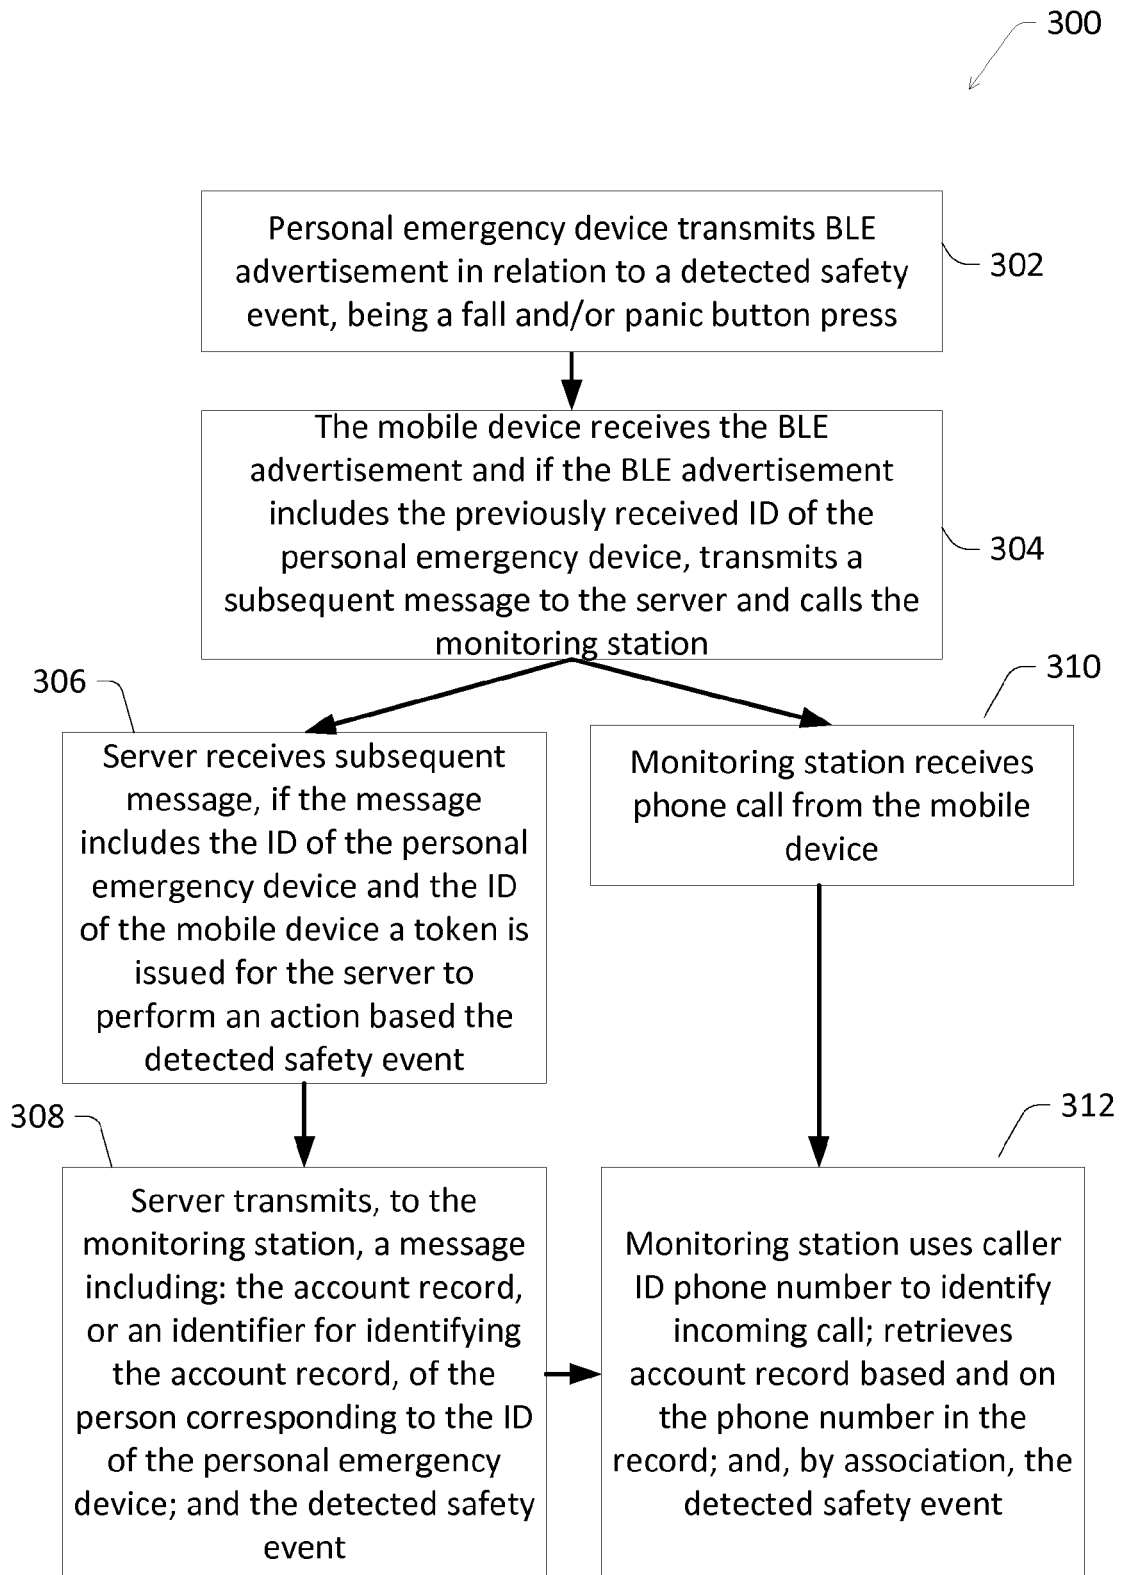 300
Personal emergency device transmits BLE
advertisement in relation to a detected safety
event, being a fall and/or panic button press
302
The mobile device receives the BLE
advertisement and if the BLE advertisement
includes the previously received ID of the
personal emergency device, transmits a
subsequent message to the server and calls the
monitoring station
304
306
Server receives subsequent
message, if the message
includes the ID of the personal
emergency device and the ID
of the mobile device a token is
issued for the server to
perform an action based the
detected safety event
310
Monitoring station receives
phone call from the mobile
device
308
Server transmits, to the
monitoring station, a message
including: the account record,
or an identifier for identifying
the account record, of the
person corresponding to the ID
of the personal emergency
device; and the detected safety
event
312
Monitoring station uses caller
ID phone number to identify
incoming call; retrieves
account record based and on
the phone number in the
record; and, by association, the
detected safety event